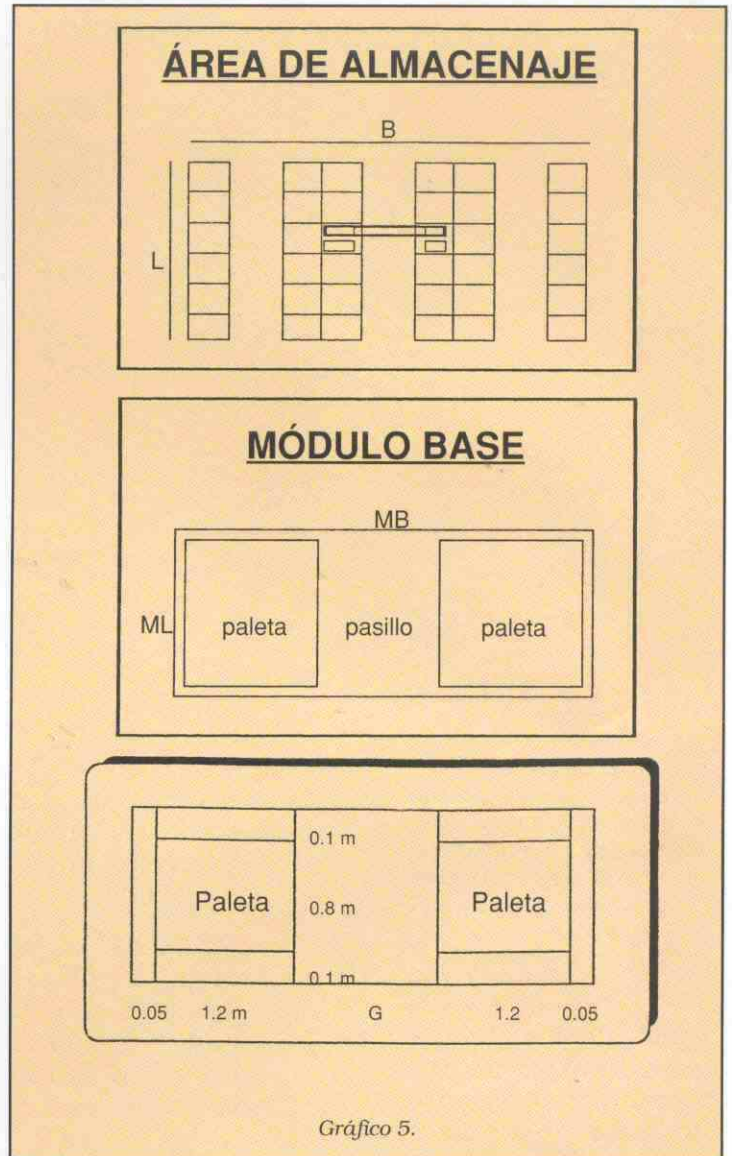 ÁREA DE ALMACENAJE
B
L
MÓDULO BASE
MB
ML paleta pasillo paleta
0.1 m
Paleta 0.8 m Paleta
0.1 m
0.05 1.2 m G 1.2 0.05
Gráfico 5.